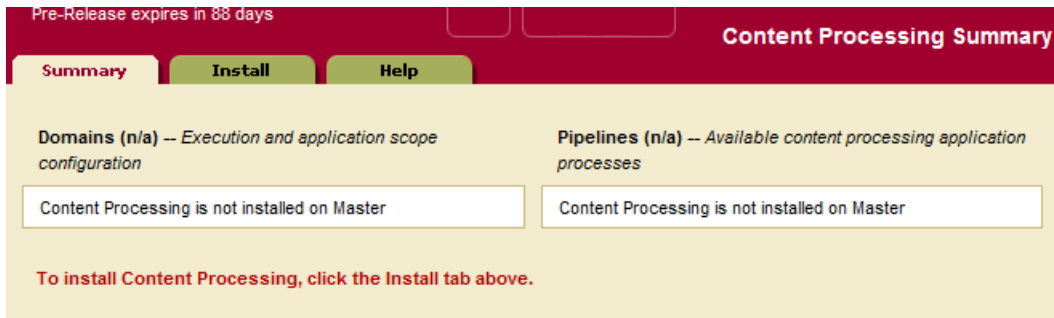 Pre-Release expires in 88 days
Content Processing Summary
Summary
Install
Help
Domains (n/a) -- Execution and application scope
configuration
Content Processing is not installed on Master
Pipelines (n/a) -- Available content processing application
processes
Content Processing is not installed on Master
To install Content Processing, click the Install tab above.